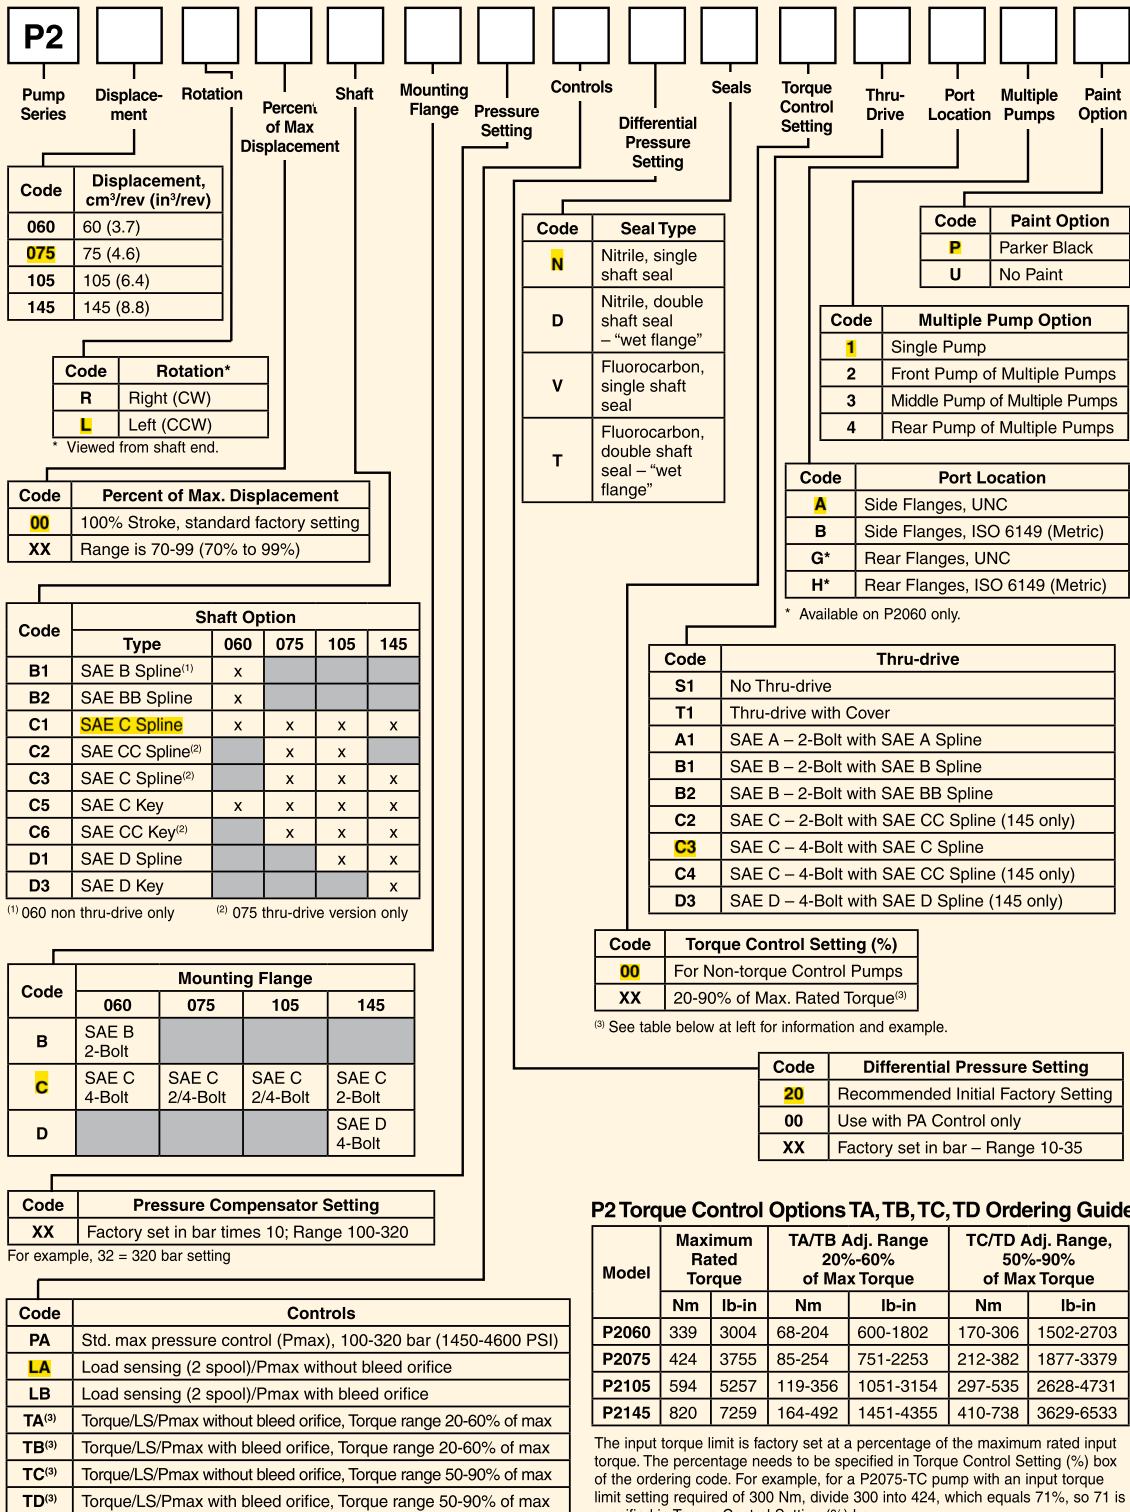 P2
Pump Series
Displace-ment
Rotation
Percent of Max Displacement
Shaft
Mounting Flange
Pressure Setting
Controls
Differential Pressure Setting
Seals
Torque Control Setting
Thru-Drive
Port Location
Multiple Pumps
Paint Option
Code Displacement, cm³/rev (in³/rev)
060 60 (3.7)
075 75 (4.6)
105 105 (6.4)
145 145 (8.8)
Code Rotation*
R Right (CW)
L Left (CCW)
* Viewed from shaft end.
Code Percent of Max. Displacement
00 100% Stroke, standard factory setting
XX Range is 70-99 (70% to 99%)
Code Shaft Option
Type 060 075 105 145
B1 SAE B Spline(1) x
B2 SAE BB Spline x
C1 SAE C Spline x x x x
C2 SAE CC Spline(2) x x
C3 SAE C Spline(2) x x x
C5 SAE C Key x x x x
C6 SAE CC Key(2) x x x
D1 SAE D Spline x x
D3 SAE D Key x
(1) 060 non thru-drive only (2) 075 thru-drive version only
Code Mounting Flange
060 075 105 145
B SAE B 2-Bolt
C SAE C 4-Bolt SAE C 2/4-Bolt SAE C 2/4-Bolt SAE C 2-Bolt
D SAE D 4-Bolt
Code Pressure Compensator Setting
XX Factory set in bar times 10; Range 100-320
For example, 32 = 320 bar setting
Code Controls
PA Std. max pressure control (Pmax), 100-320 bar (1450-4600 PSI)
LA Load sensing (2 spool)/Pmax without bleed orifice
LB Load sensing (2 spool)/Pmax with bleed orifice
TA(3) Torque/LS/Pmax without bleed orifice, Torque range 20-60% of max
TB(3) Torque/LS/Pmax with bleed orifice, Torque range 20-60% of max
TC(3) Torque/LS/Pmax without bleed orifice, Torque range 50-90% of max
TD(3) Torque/LS/Pmax with bleed orifice, Torque range 50-90% of max
Code Seal Type
N Nitrile, single shaft seal
D Nitrile, double shaft seal – “wet flange”
V Fluorocarbon, single shaft seal
T Fluorocarbon, double shaft seal – “wet flange”
Code Paint Option
P Parker Black
U No Paint
Code Multiple Pump Option
1 Single Pump
2 Front Pump of Multiple Pumps
3 Middle Pump of Multiple Pumps
4 Rear Pump of Multiple Pumps
Code Port Location
A Side Flanges, UNC
B Side Flanges, ISO 6149 (Metric)
G* Rear Flanges, UNC
H* Rear Flanges, ISO 6149 (Metric)
* Available on P2060 only.
Code Thru-drive
S1 No Thru-drive
T1 Thru-drive with Cover
A1 SAE A – 2-Bolt with SAE A Spline
B1 SAE B – 2-Bolt with SAE B Spline
B2 SAE B – 2-Bolt with SAE BB Spline
C2 SAE C – 2-Bolt with SAE CC Spline (145 only)
C3 SAE C – 4-Bolt with SAE C Spline
C4 SAE C – 4-Bolt with SAE CC Spline (145 only)
D3 SAE D – 4-Bolt with SAE D Spline (145 only)
Code Torque Control Setting (%)
00 For Non-torque Control Pumps
XX 20-90% of Max. Rated Torque(3)
(3) See table below at left for information and example.
Code Differential Pressure Setting
20 Recommended Initial Factory Setting
00 Use with PA Control only
XX Factory set in bar – Range 10-35
P2 Torque Control Options TA, TB, TC, TD Ordering Guide
Model Maximum Rated Torque TA/TB Adj. Range 20%-60% of Max Torque TC/TD Adj. Range, 50%-90% of Max Torque
Nm lb-in Nm lb-in Nm lb-in
P2060 339 3004 68-204 600-1802 170-306 1502-2703
P2075 424 3755 85-254 751-2253 212-382 1877-3379
P2105 594 5257 119-356 1051-3154 297-535 2628-4731
P2145 820 7259 164-492 1451-4355 410-738 3629-6533
The input torque limit is factory set at a percentage of the maximum rated input
torque. The percentage needs to be specified in Torque Control Setting (%) box
of the ordering code. For example, for a P2075-TC pump with an input torque
limit setting required of 300 Nm, divide 300 into 424, which equals 71%, so 71 is